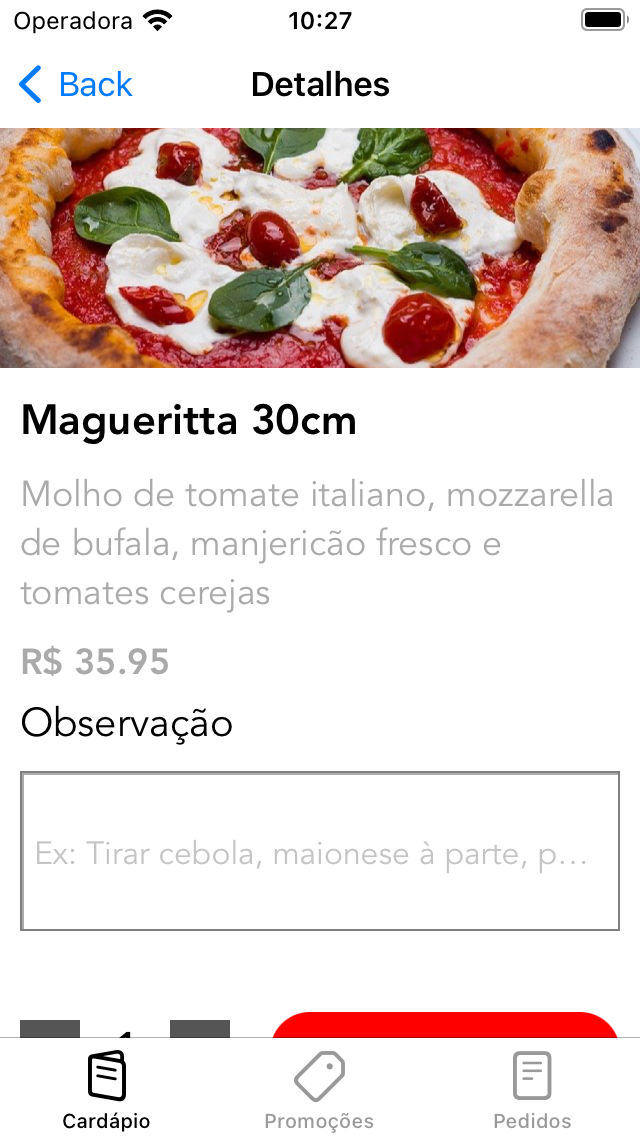 Operadora
10:27
Back
Detalhes
Magueritta 30cm
Molho de tomate italiano, mozzarella
de bufala, manjericão fresco e
tomates cerejas
R$ 35.95
Observação
Ex: Tirar cebola, maionese à parte, p...
Cardápio
Promoções
Pedidos